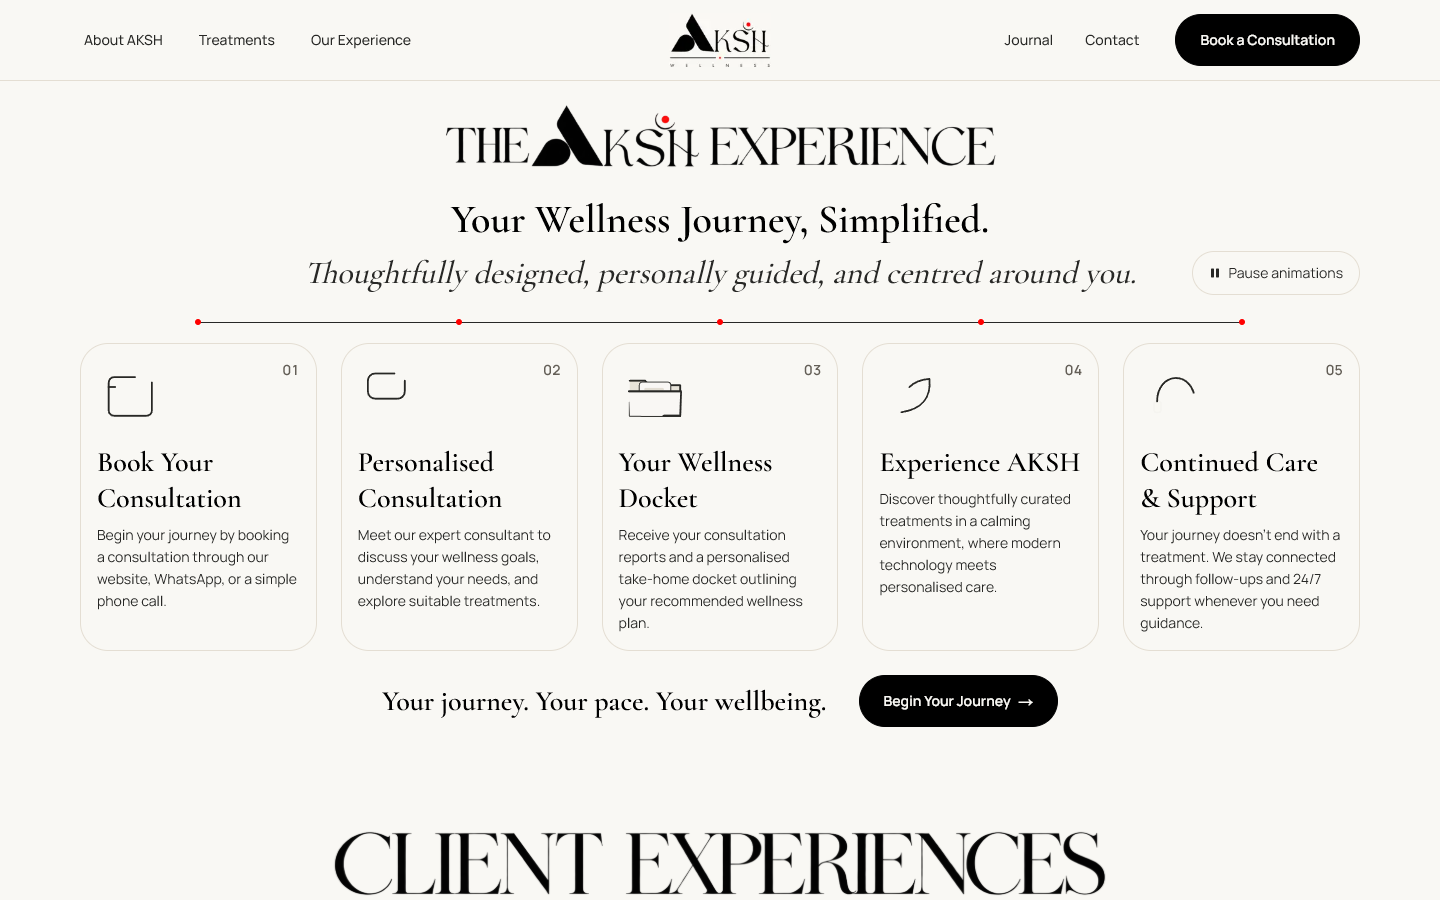 About AKSH
Treatments
Our Experience
AKSH
WELLNESS
Journal
Contact
Book a Consultation
THE AKSH EXPERIENCE
Your Wellness Journey, Simplified.
Thoughtfully designed, personally guided, and centred around you.
Pause animations
01
Book Your
Consultation
Begin your journey by booking
a consultation through our
website, WhatsApp, or a simple
phone call.
02
Personalised
Consultation
Meet our expert consultant to
discuss your wellness goals,
understand your needs, and
explore suitable treatments.
03
Your Wellness
Docket
Receive your consultation
reports and a personalised
take-home docket outlining
your recommended wellness
plan.
04
Experience AKSH
Discover thoughtfully curated
treatments in a calming
environment, where modern
technology meets
personalised care.
05
Continued Care
& Support
Your journey doesn't end with a
treatment. We stay connected
through follow-ups and 24/7
support whenever you need
guidance.
Your journey. Your pace. Your wellbeing.
Begin Your Journey →
CLIENT EXPERIENCES